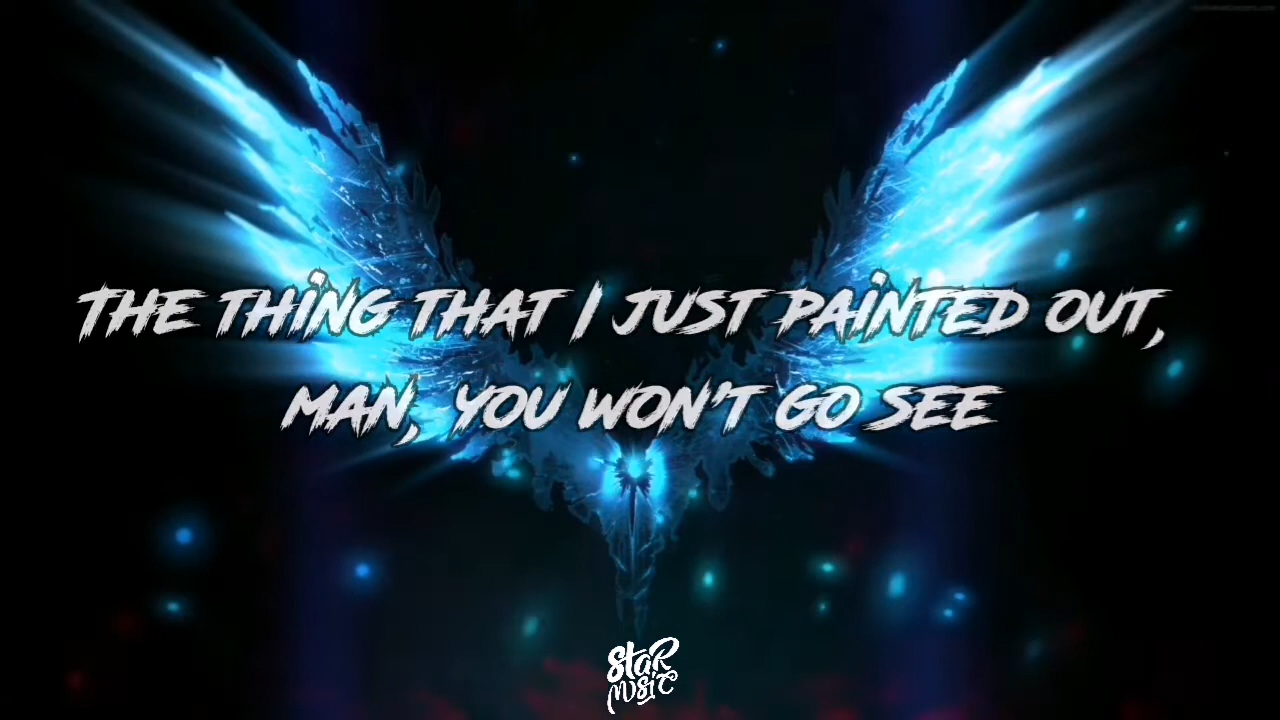 THE THING THAT I JUST PAINTED OUT,
MAN, YOU WON'T GO SEE
STAR
MUSIC